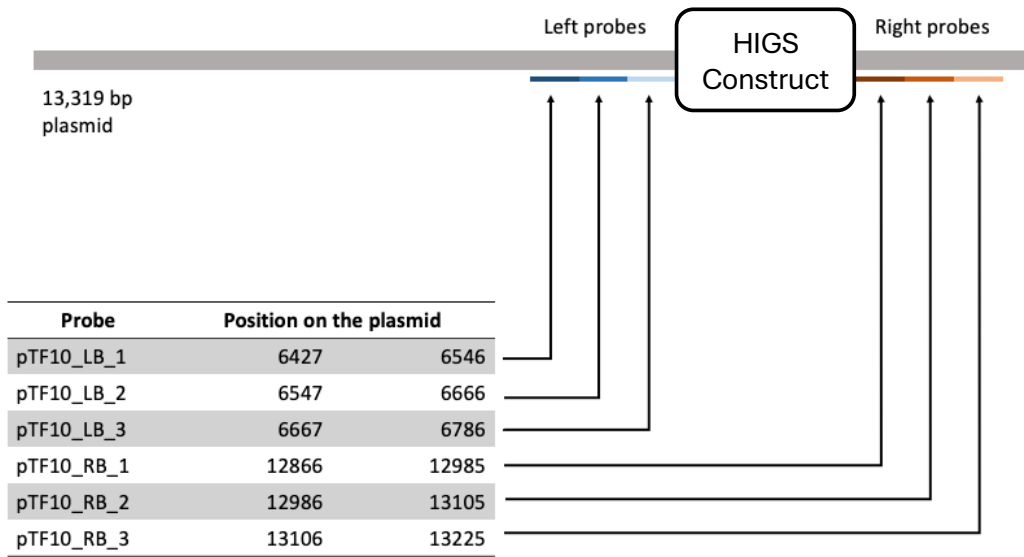 Left probes
HIGS
Construct
Right probes
13,319 bp
plasmid
Probe Position on the plasmid
pTF10_LB_1 6427 6546
pTF10_LB_2 6547 6666
pTF10_LB_3 6667 6786
pTF10_RB_1 12866 12985
pTF10_RB_2 12986 13105
pTF10_RB_3 13106 13225